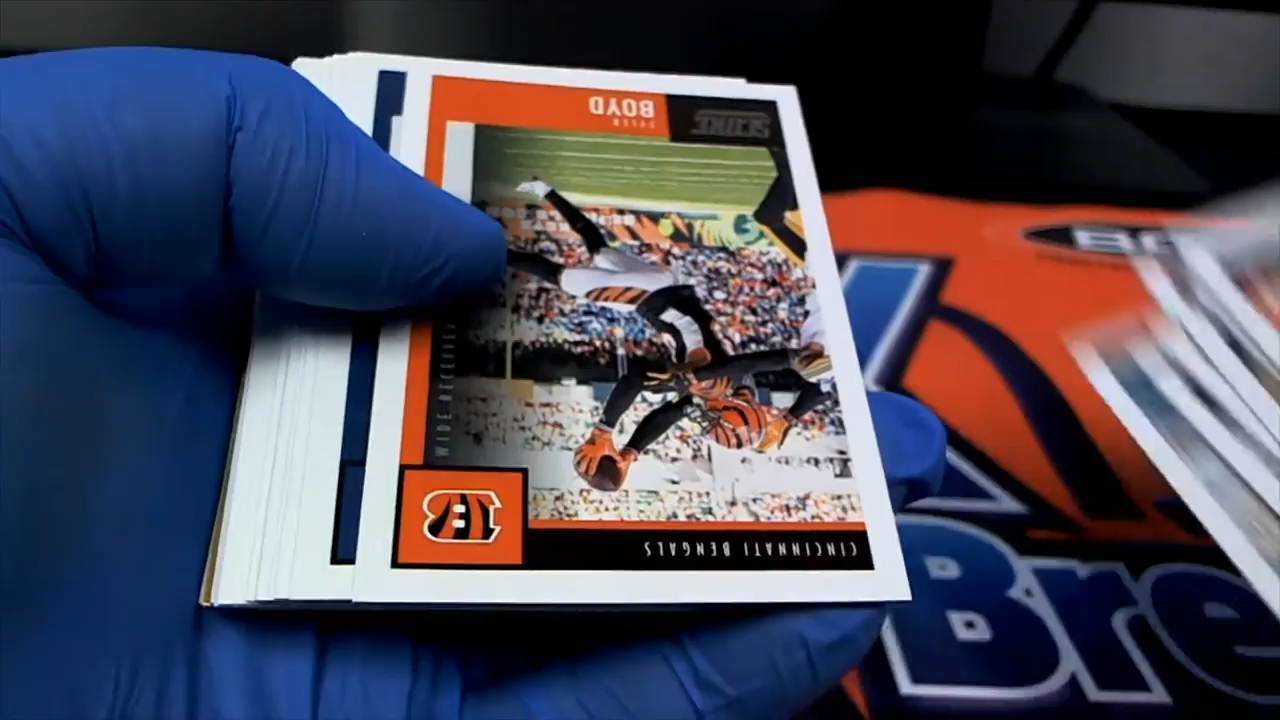 TYLER
BOYD
SCORE
WIDE RECEIVER
CINCINNATI BENGALS
B
Bre